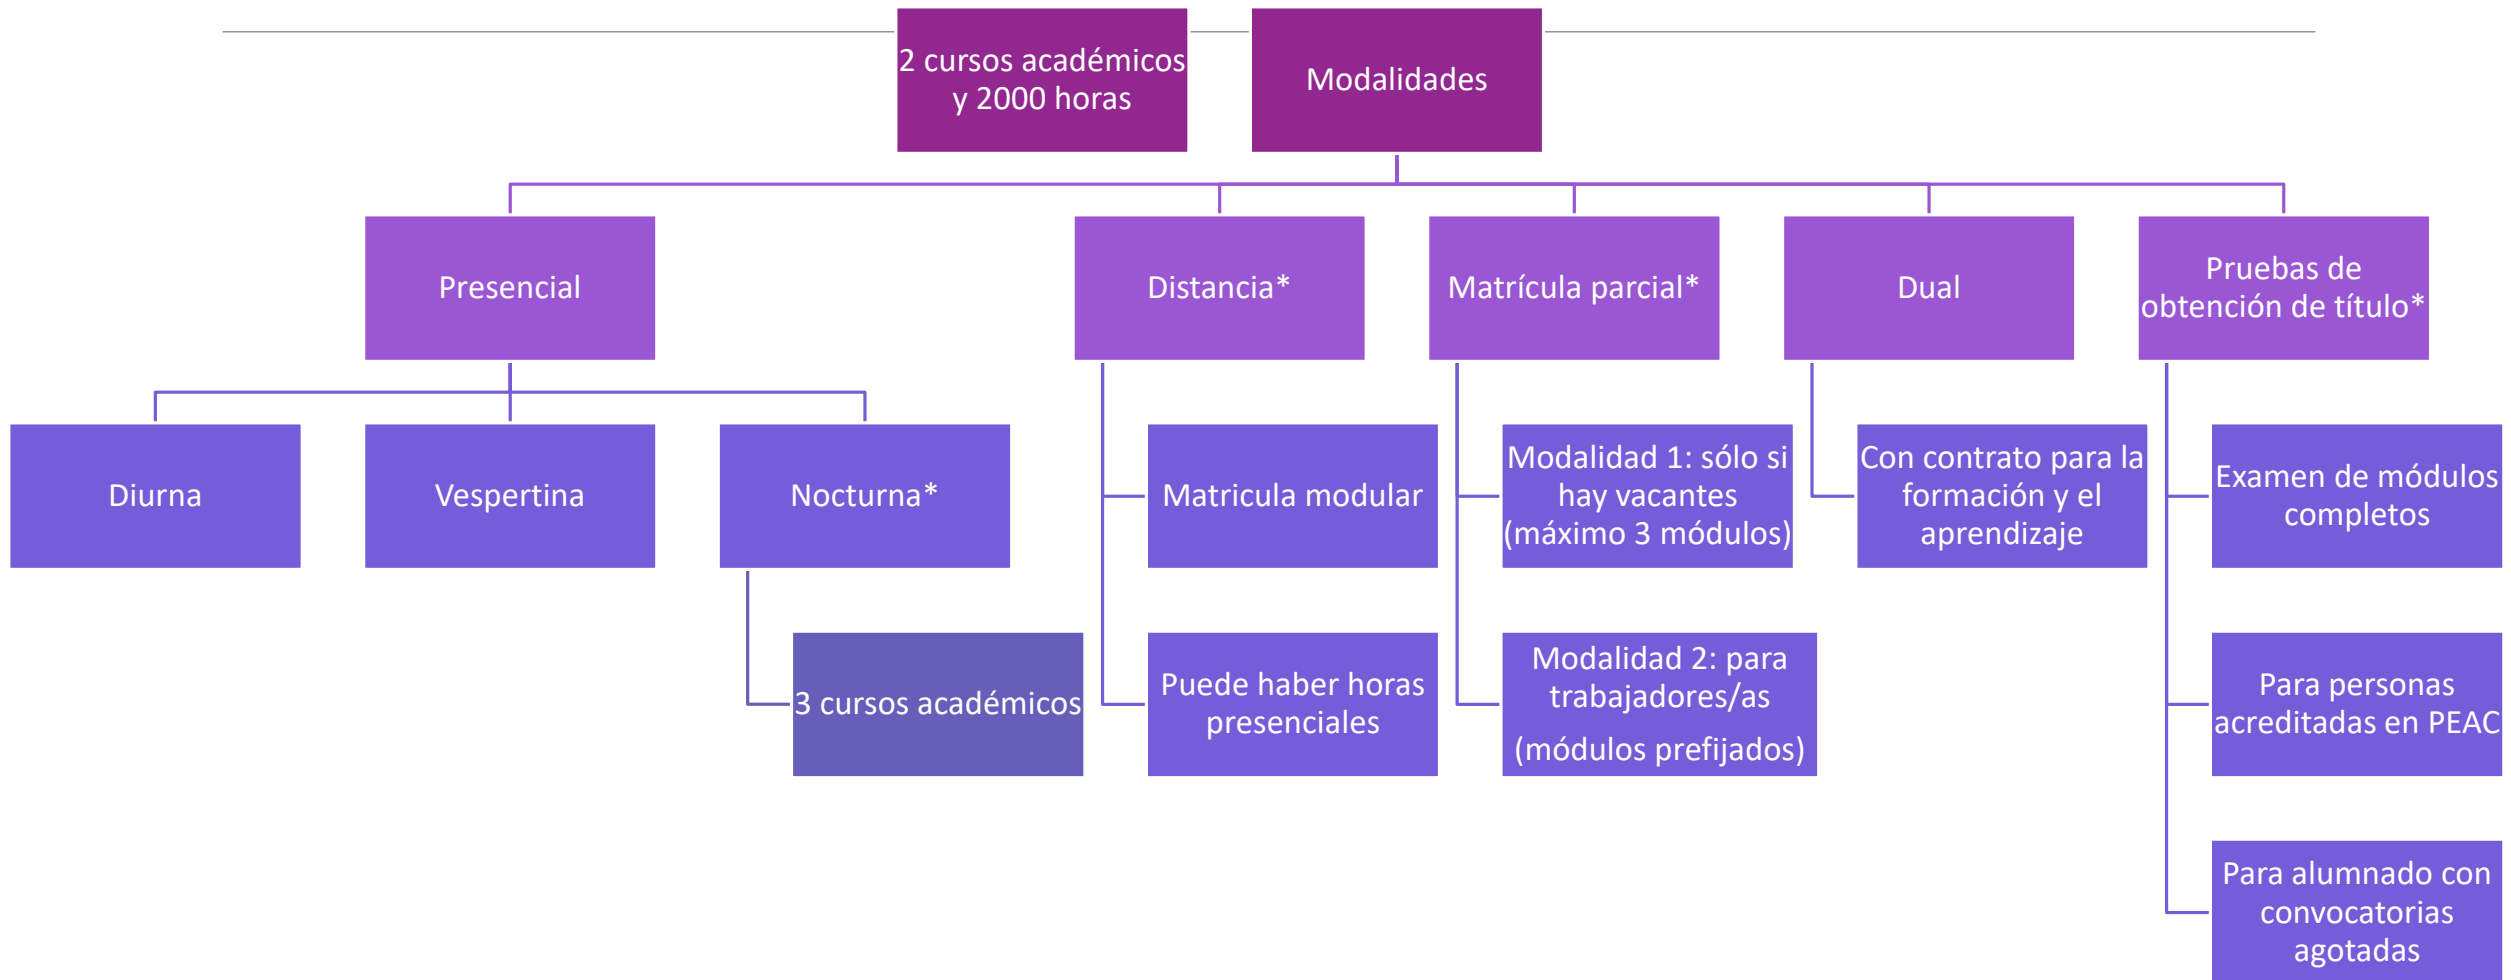 2 cursos académicos
y 2000 horas
Modalidades
Presencial
Distancia*
Matrícula parcial*
Dual
Pruebas de
obtención de título*
Diurna
Vespertina
Nocturna*
3 cursos académicos
Matricula modular
Puede haber horas
presenciales
Modalidad 1: sólo si
hay vacantes
(máximo 3 módulos)
Modalidad 2: para
trabajadores/as
(módulos prefijados)
Con contrato para la
formación y el
aprendizaje
Examen de módulos
completos
Para personas
acreditadas en PEAC
Para alumnado con
convocatorias
agotadas